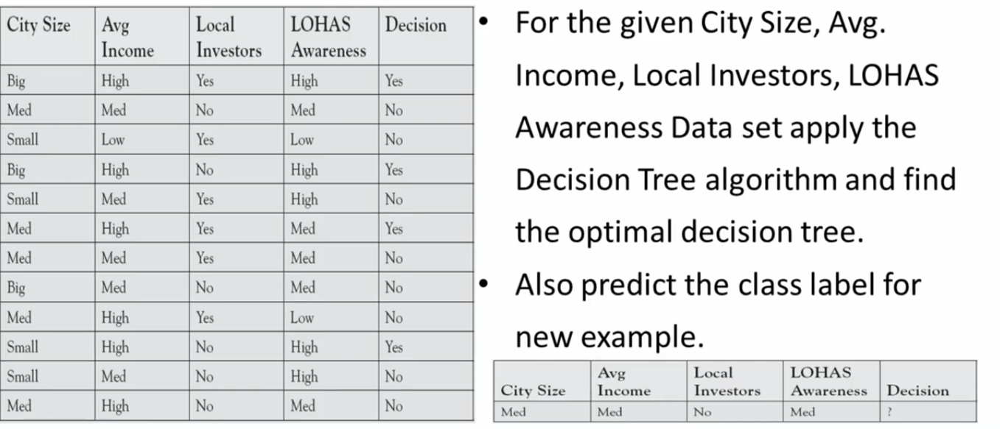 City Size Avg Income Local Investors LOHAS Awareness Decision
Big High Yes High Yes
Med Med No Med No
Small Low Yes Low No
Big High No High Yes
Small Med Yes High No
Med High Yes Med Yes
Med Med Yes Med No
Big Med No Med No
Med High Yes Low No
Small High No High Yes
Small Med No High No
Med High No Med No
• For the given City Size, Avg.
Income, Local Investors, LOHAS
Awareness Data set apply the
Decision Tree algorithm and find
the optimal decision tree.
• Also predict the class label for
new example.
City Size Avg Income Local Investors LOHAS Awareness Decision
Med Med No Med ?